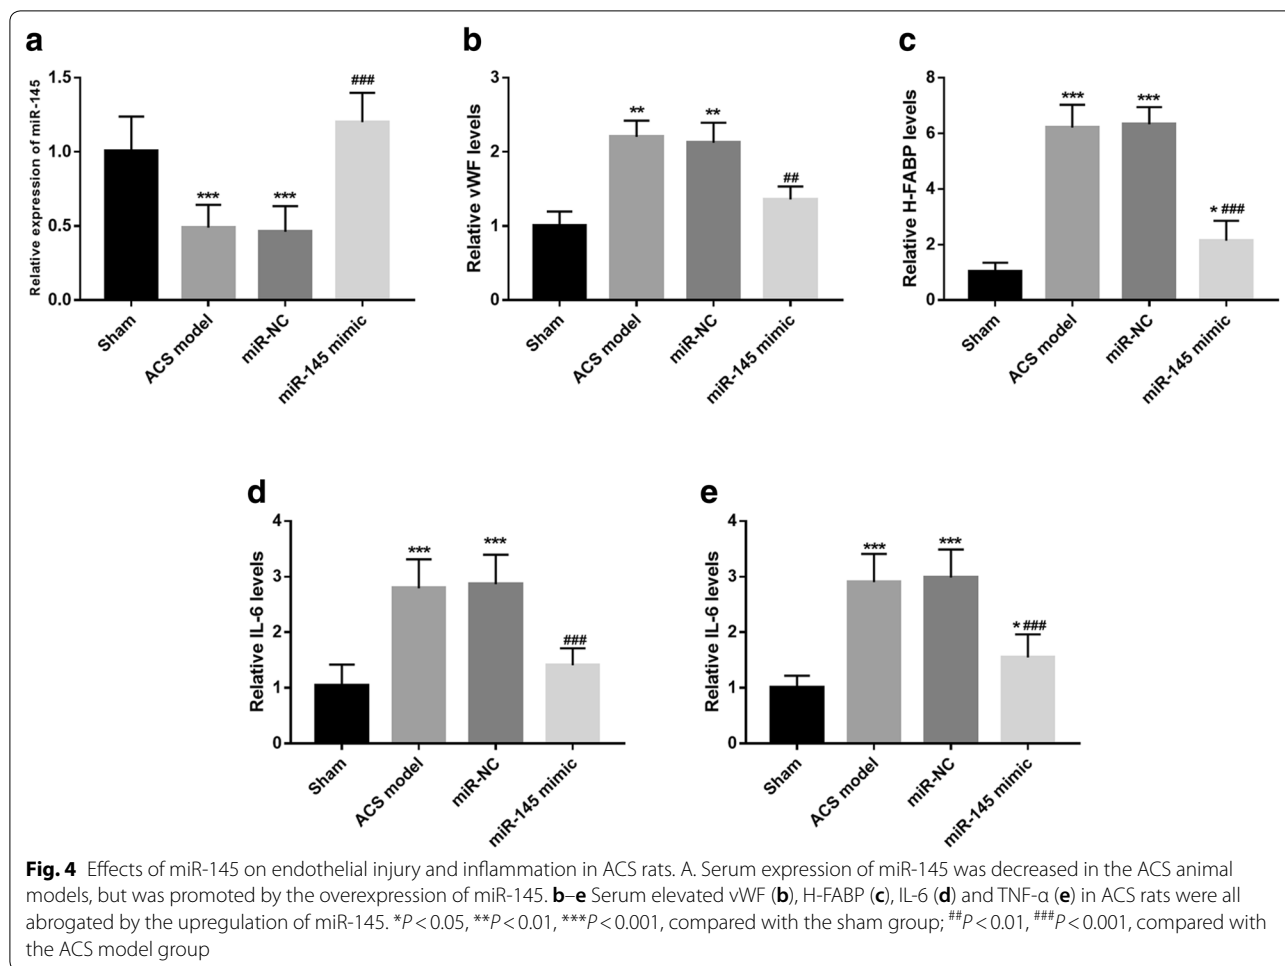 a
Relative expression of miR-145
1.5
1.0
0.5
0.0
***
***
###
Sham
ACS model
miR-NC
miR-145 mimic
b
Relative vWF levels
3
2
1
0
**
**
##
Sham
ACS model
miR-NC
miR-145 mimic
c
Relative H-FABP levels
8
6
4
2
0
***
***
* ###
Sham
ACS model
miR-NC
miR-145 mimic
d
Relative IL-6 levels
4
3
2
1
0
***
***
###
Sham
ACS model
miR-NC
miR-145 mimic
e
Relative IL-6 levels
4
3
2
1
0
***
***
* ###
Sham
ACS model
miR-NC
miR-145 mimic
Fig. 4 Effects of miR-145 on endothelial injury and inflammation in ACS rats. A. Serum expression of miR-145 was decreased in the ACS animal
models, but was promoted by the overexpression of miR-145. b–e Serum elevated vWF (b), H-FABP (c), IL-6 (d) and TNF-α (e) in ACS rats were all
abrogated by the upregulation of miR-145. *P < 0.05, **P < 0.01, ***P < 0.001, compared with the sham group; ##P < 0.01, ###P < 0.001, compared with
the ACS model group